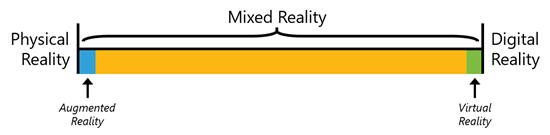 Mixed Reality
Physical
Reality
Digital
Reality
Augmented
Reality
Virtual
Reality